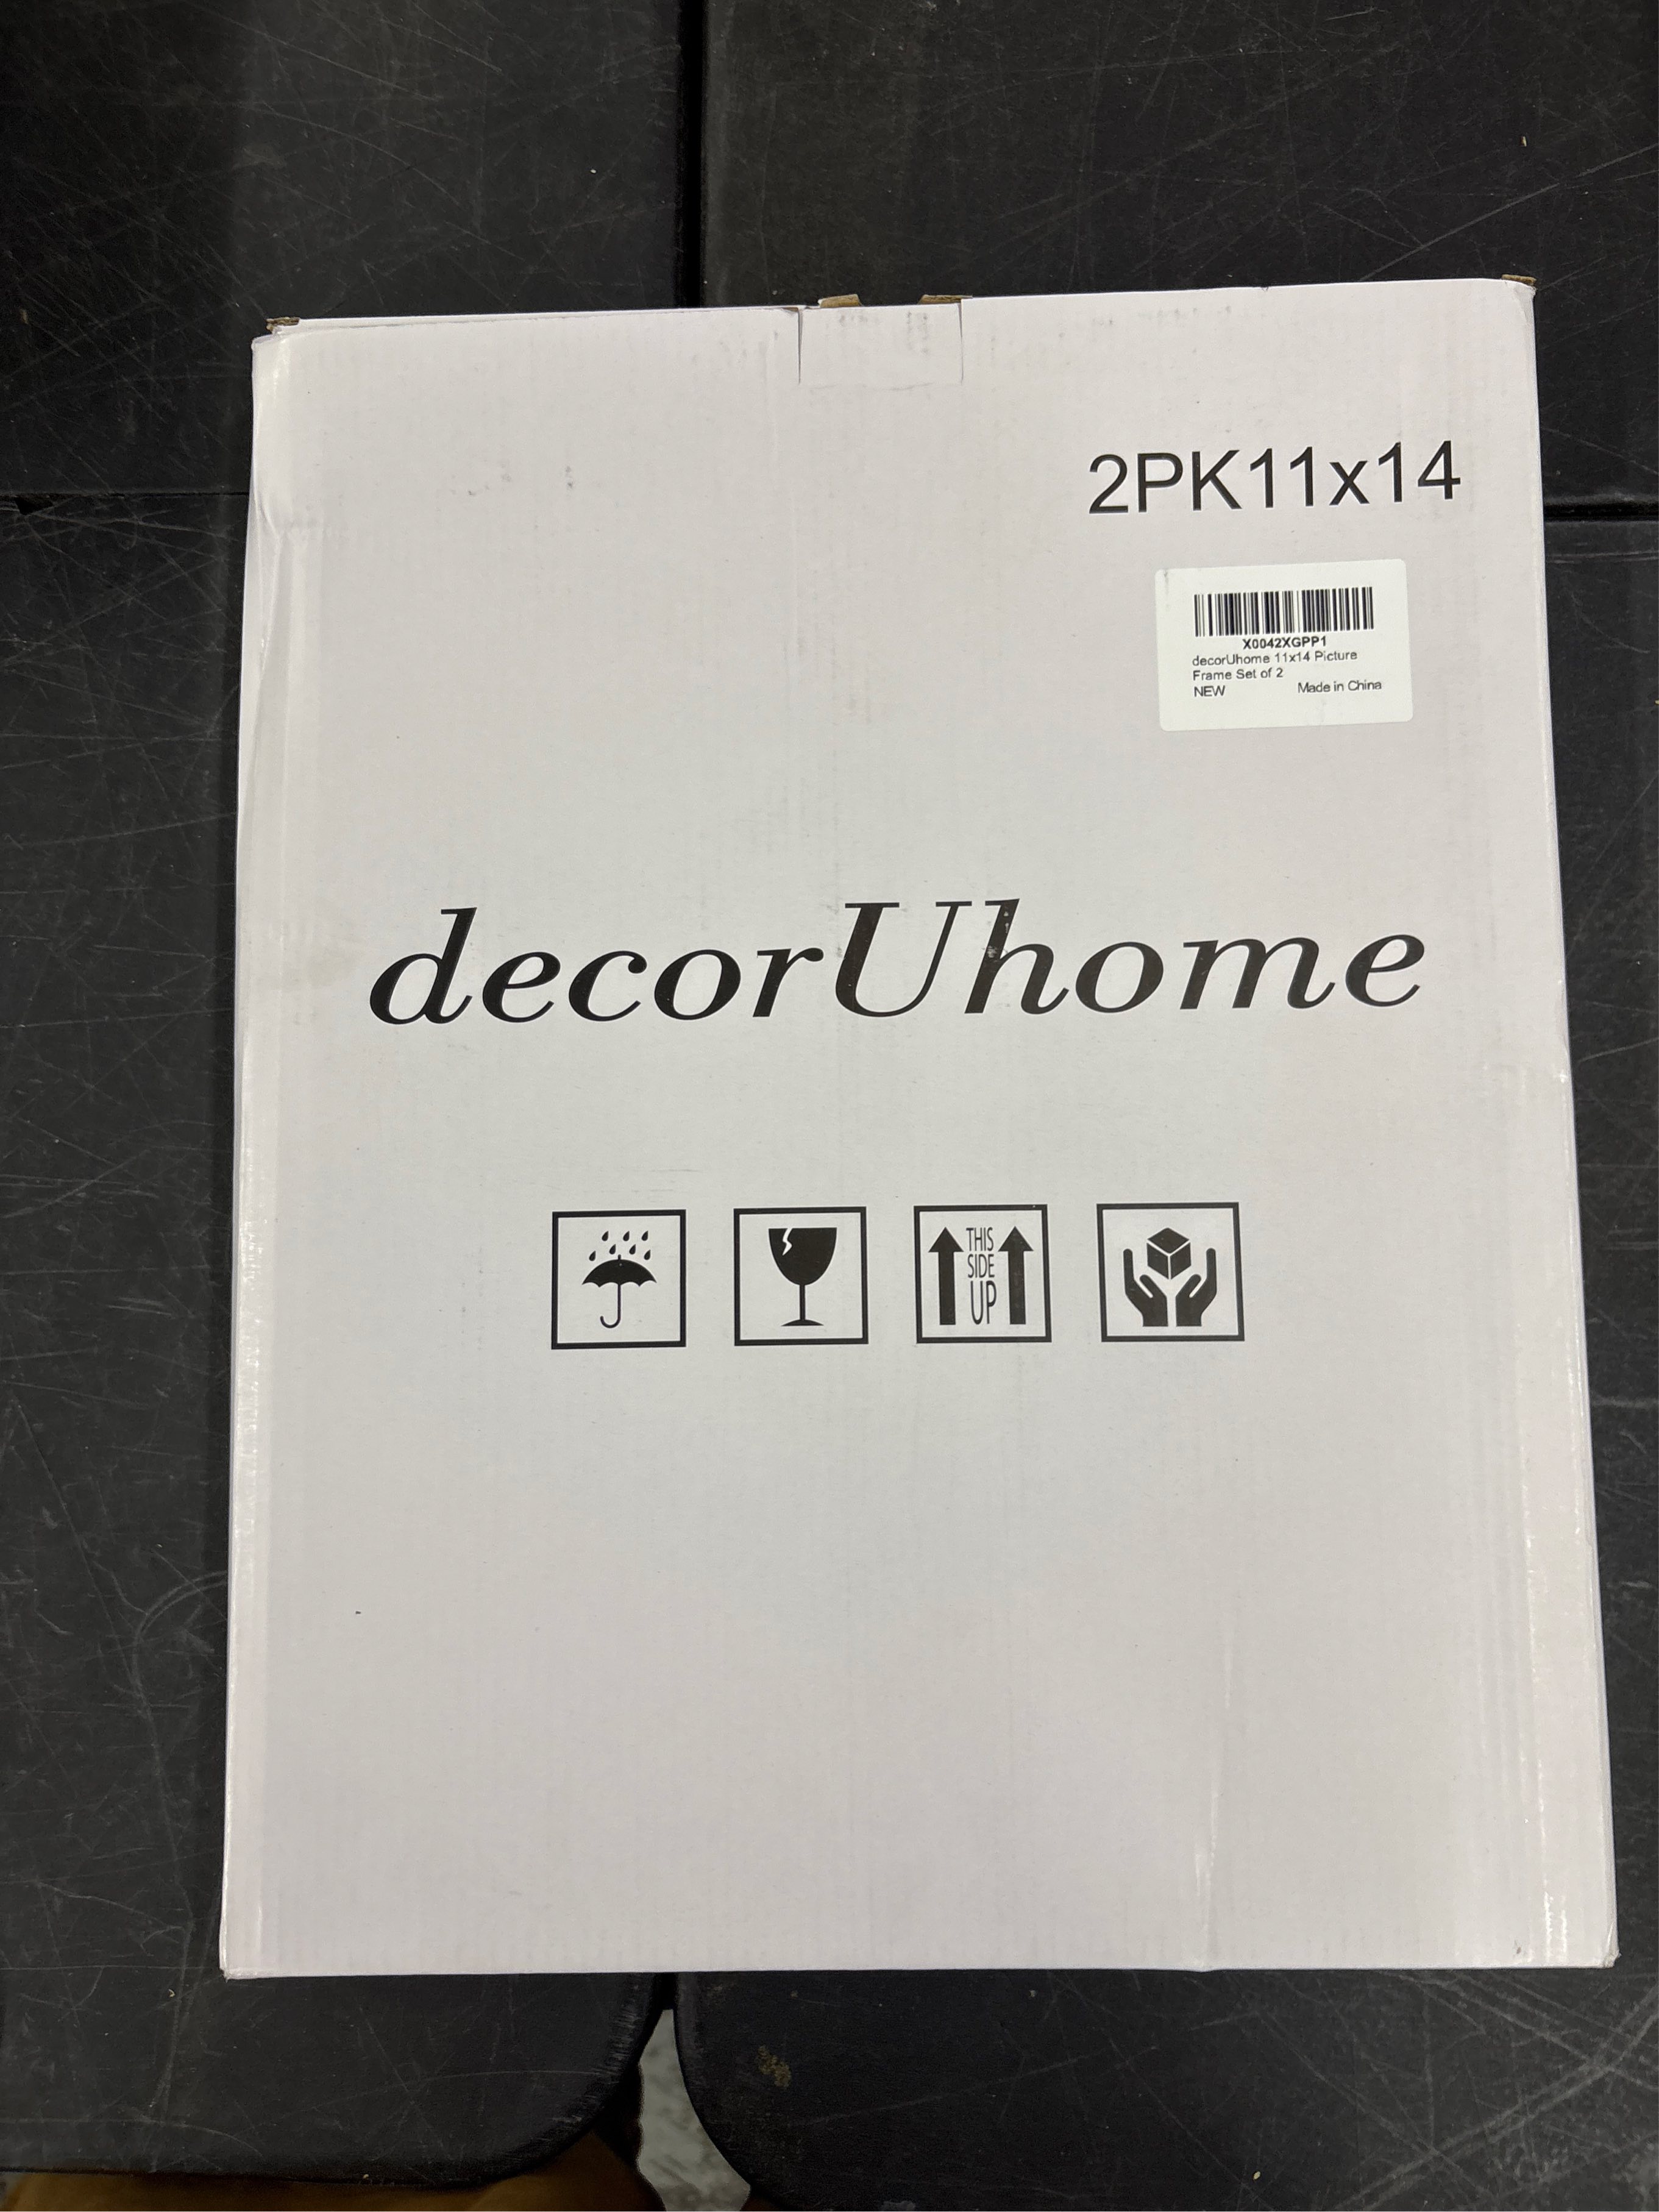 2PK11x14
X0042XGPP1
decorUhome 11x14 Picture
Frame Set of 2
NEW Made in China
decorUhome
THIS
SIDE
UP